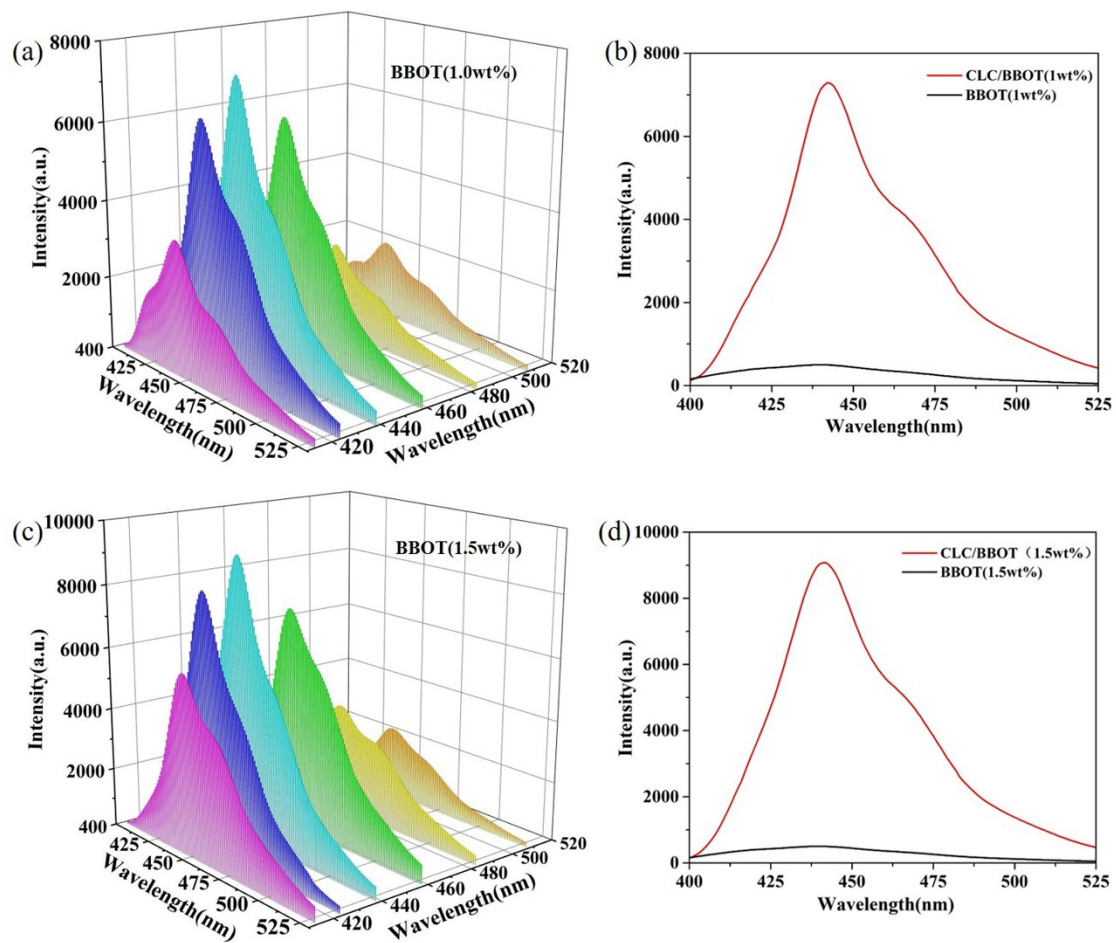 (a)
BBOT(1.0wt%)
8000
6000
4000
2000
400
Intensity(a.u.)
425
450
475
500
525
Wavelength(nm)
420
440
460
480
500
520
Wavelength(nm)
(b)
CLC/BBOT(1wt%)
BBOT(1wt%)
8000
6000
4000
2000
0
Intensity(a.u.)
400
425
450
475
500
525
Wavelength(nm)
(c)
BBOT(1.5wt%)
10000
8000
6000
4000
2000
400
Intensity(a.u.)
425
450
475
500
525
Wavelength(nm)
420
440
460
480
500
520
Wavelength(nm)
(d)
CLC/BBOT（1.5wt%）
BBOT(1.5wt%)
10000
8000
6000
4000
2000
0
Intensity(a.u.)
400
425
450
475
500
525
Wavelength(nm)